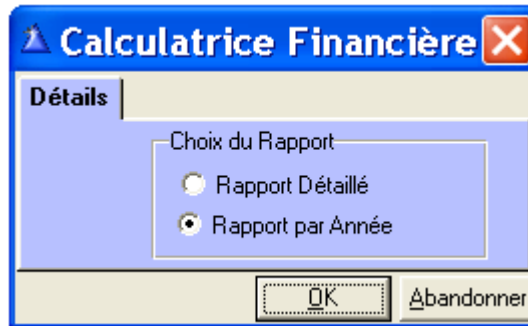 Calculatrice Financière
Détails
Choix du Rapport
Rapport Détaillé
Rapport par Année
OK Abandonner